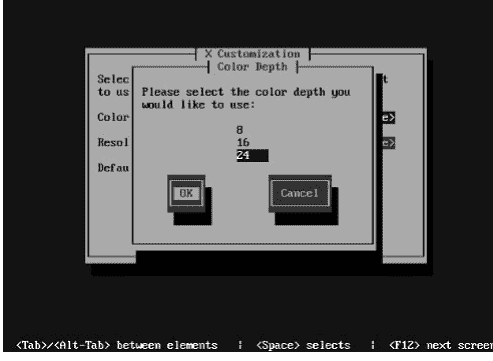 X Customization
Color Depth
Selec
t
to us
Please select the color depth you
would like to use:
Color
e>
8
Resol
16
e>
24
Defau
OK
Cancel
<Tab>/<Alt-Tab> between elements | <Space> selects | <F12> next screen